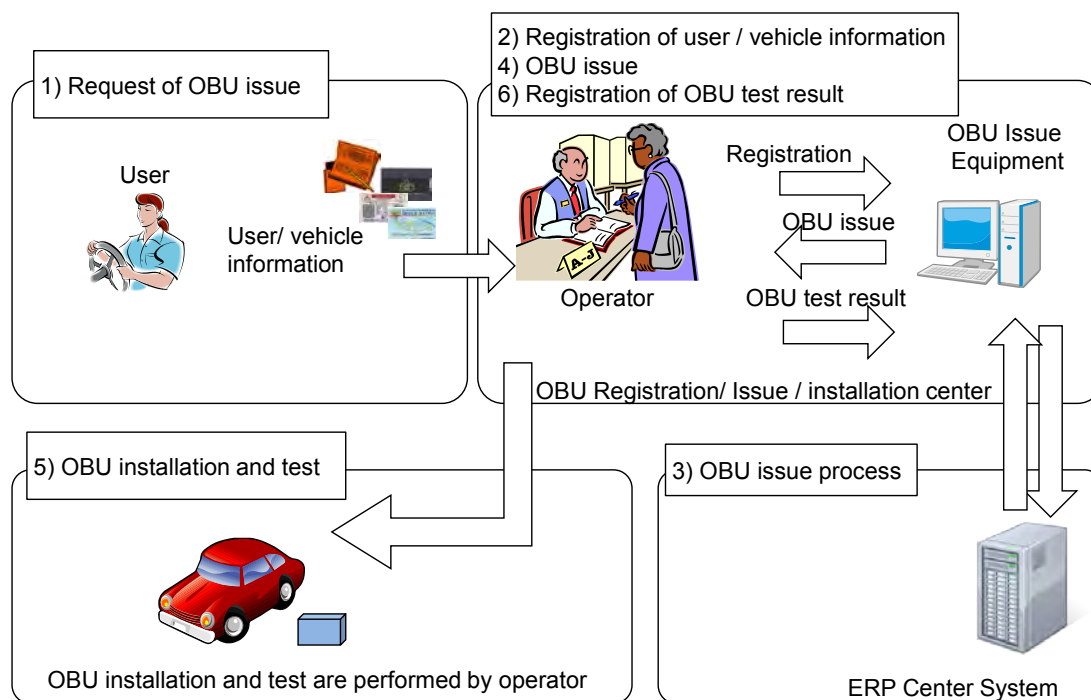 1) Request of OBU issue
User
User/ vehicle
information
2) Registration of user / vehicle information
4) OBU issue
6) Registration of OBU test result
Registration
OBU Issue
Equipment
OBU issue
A-J
Operator
OBU test result
OBU Registration/ Issue / installation center
5) OBU installation and test
OBU installation and test are performed by operator
3) OBU issue process
ERP Center System